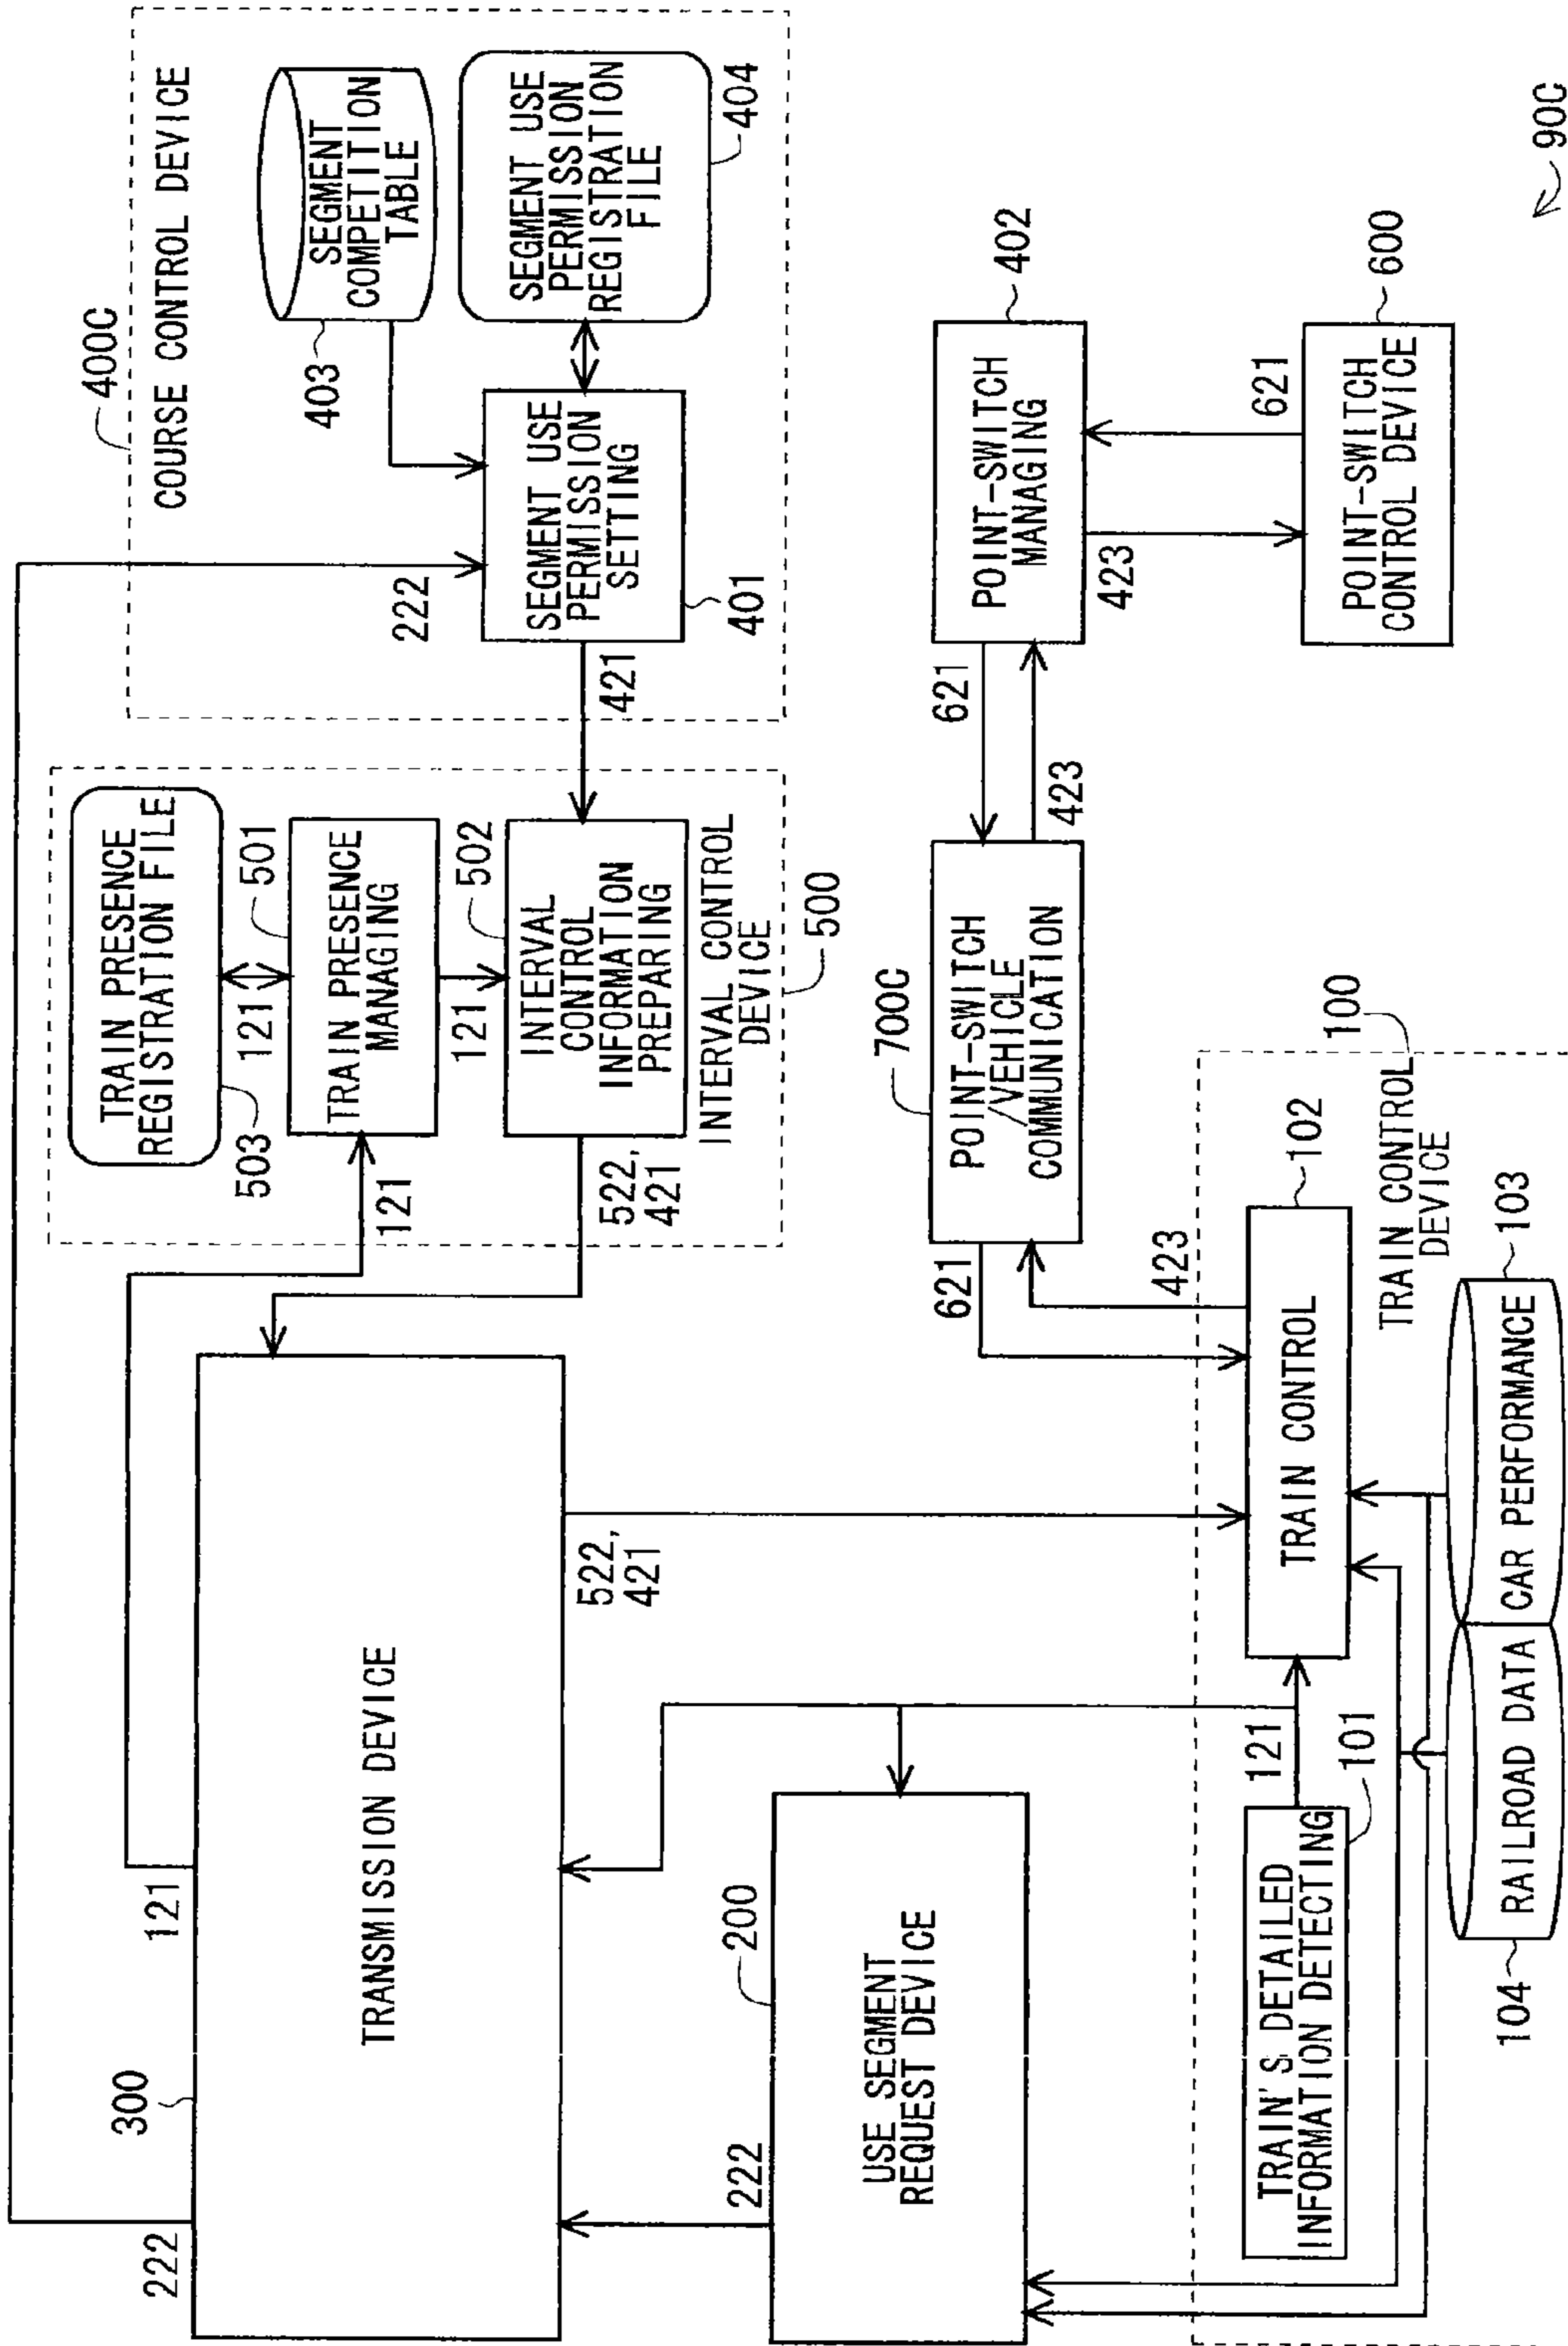 222
300
121
TRANSMISSION DEVICE
522,
421
TRAIN PRESENCE
REGISTRATION FILE
503
121
501
TRAIN PRESENCE
MANAGING
121
121
502
INTERVAL
CONTROL
INFORMATION
PREPARING
522,
421
INTERVAL CONTROL
DEVICE
500
400C
COURSE CONTROL DEVICE
SEGMENT
COMPETITION
TABLE
403
SEGMENT USE
PERMISSION
REGISTRATION
FILE
404
222
SEGMENT USE
PERMISSION
SETTING
401
421
222
200
USE SEGMENT
REQUEST DEVICE
700C
POINT-SWITCH
/VEHICLE
COMMUNICATION
621
423
621
423
POINT-SWITCH
MANAGING
402
423
621
POINT-SWITCH
CONTROL DEVICE
600
100
TRAIN CONTROL
DEVICE
TRAIN'S DETAILED
INFORMATION DETECTING
101
121
TRAIN CONTROL
102
104
RAILROAD DATA
CAR PERFORMANCE
103
90C